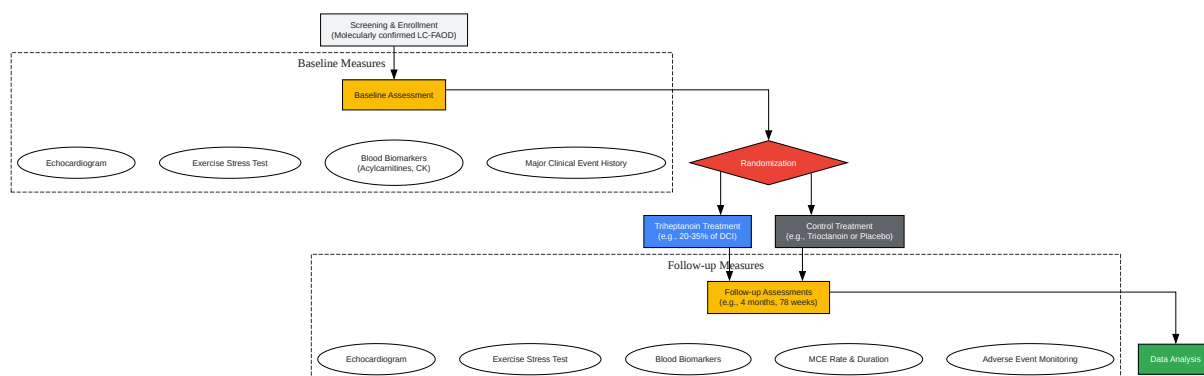 Screening & Enrollment
(Molecularly confirmed LC-FAOD)
Baseline Measures
Baseline Assessment
Echocardiogram
Exercise Stress Test
Blood Biomarkers
(Acylcarnitines, CK)
Major Clinical Event History
Randomization
Triheptanoin Treatment
(e.g., 20-35% of DCI)
Control Treatment
(e.g., Trioctanoin or Placebo)
Follow-up Measures
Follow-up Assessments
(e.g., 4 months, 78 weeks)
Echocardiogram
Exercise Stress Test
Blood Biomarkers
MCE Rate & Duration
Adverse Event Monitoring
Data Analysis